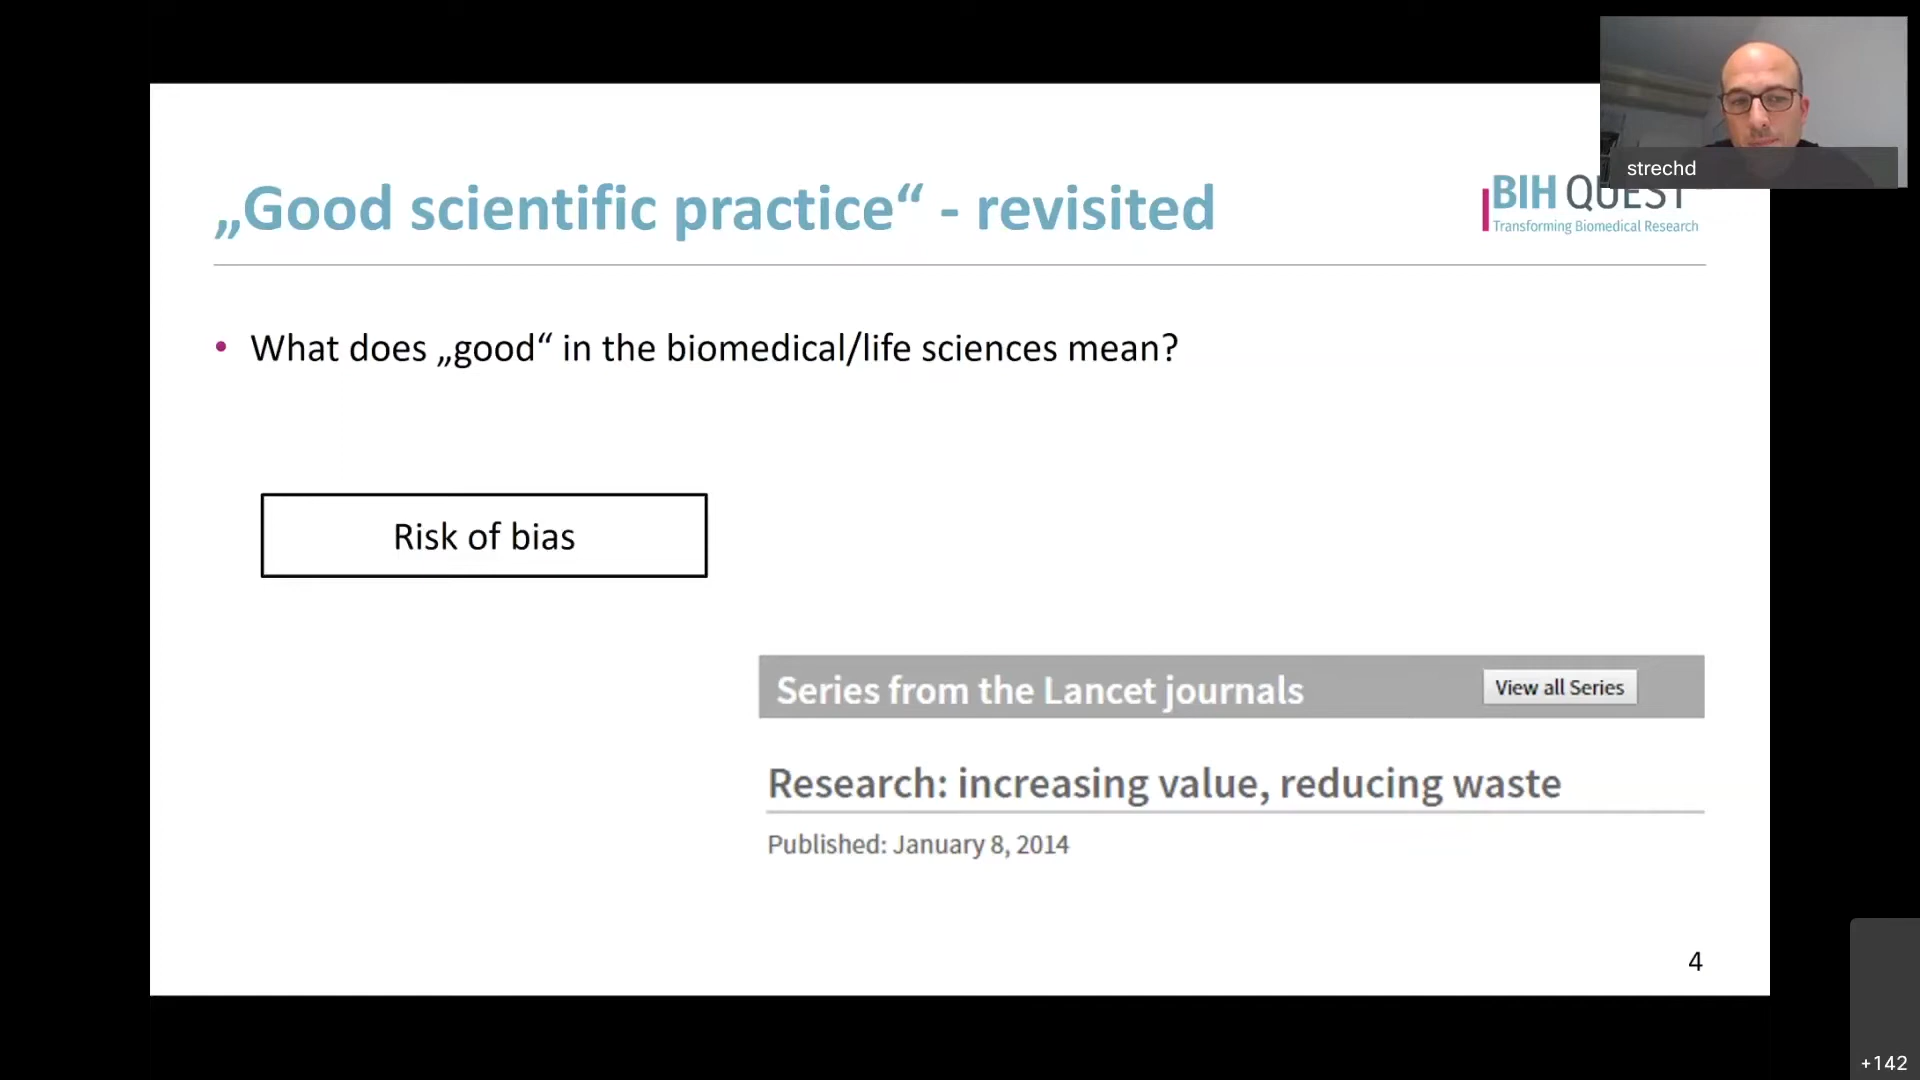 strechd
„Good scientific practice“ - revisited
BIH QUEST
Transforming Biomedical Research
• What does „good“ in the biomedical/life sciences mean?
Risk of bias
Series from the Lancet journals
View all Series
Research: increasing value, reducing waste
Published: January 8, 2014
4
+142